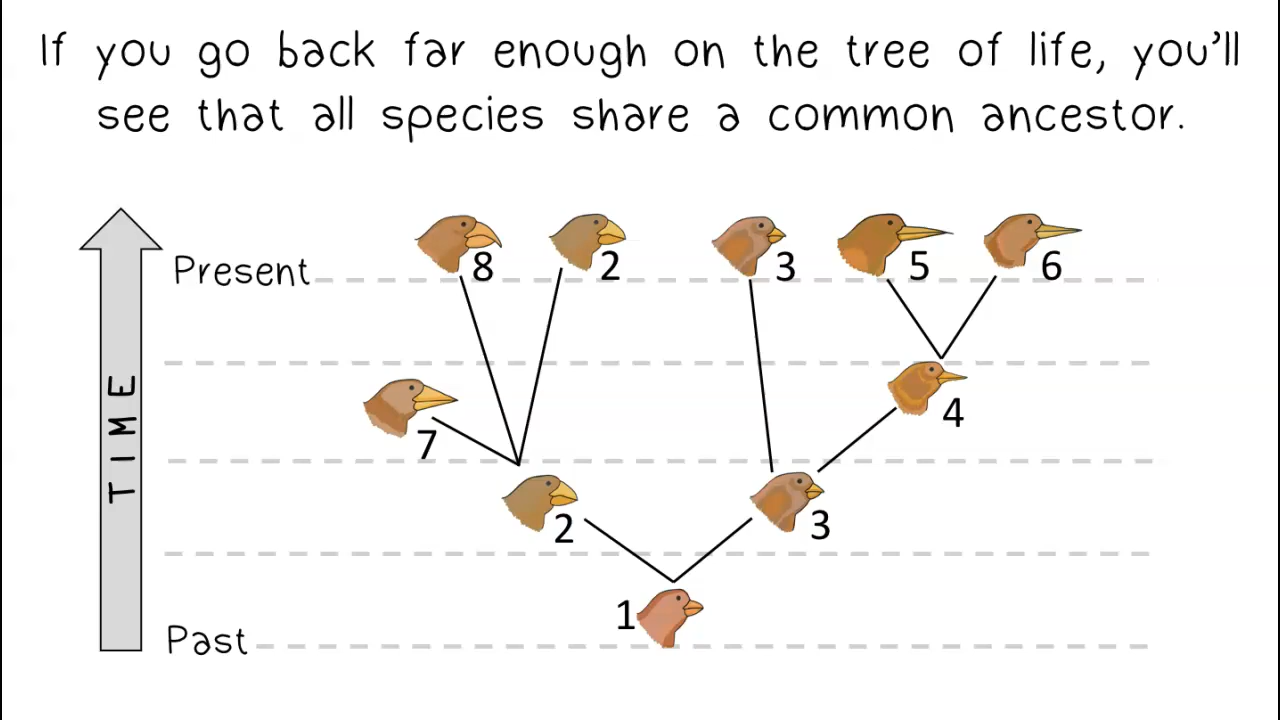 If you go back far enough on the tree of life, you'll
see that all species share a common ancestor.
Present
8
2
3
5
6
TIME
7
4
2
3
1
Past